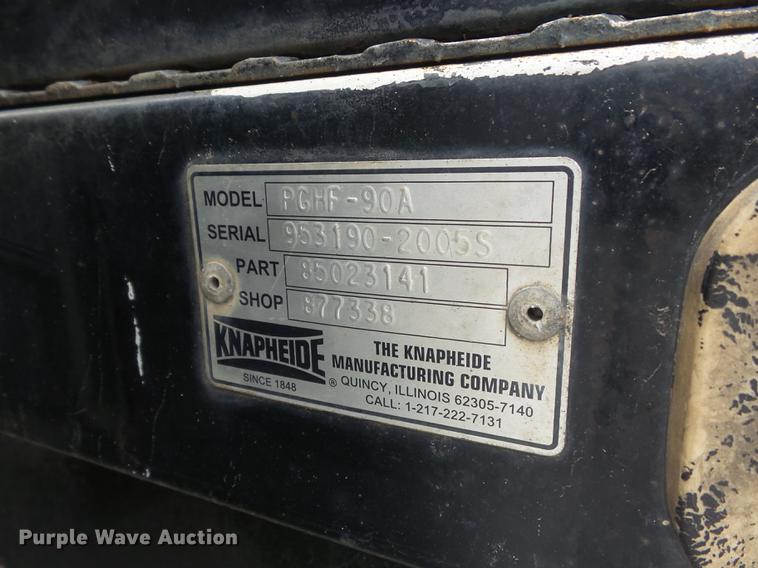 MODEL PGHF-90A
SERIAL 953190-2005S
PART 85023141
SHOP 877338
KNAPHEIDE
SINCE 1848
®
THE KNAPHEIDE
MANUFACTURING COMPANY
QUINCY, ILLINOIS 62305-7140
CALL: 1-217-222-7131
Purple Wave Auction